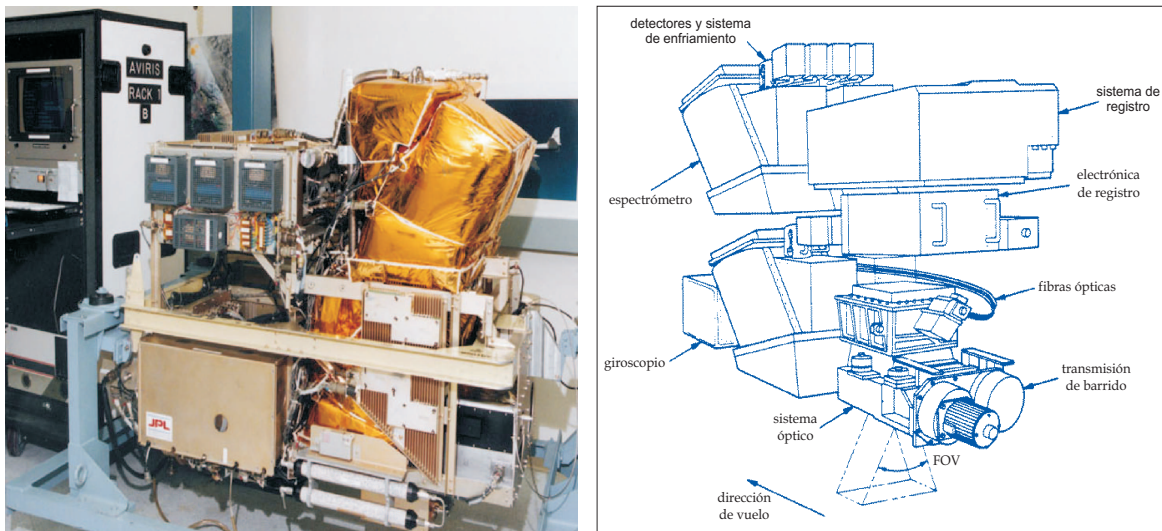 AVIRIS
RACK 1
B
JPL
detectores y sistema
de enfriamiento
sistema de
registro
espectrómetro
electrónica
de registro
fibras ópticas
giroscopio
transmisión
de barrido
sistema
óptico
FOV
dirección
de vuelo